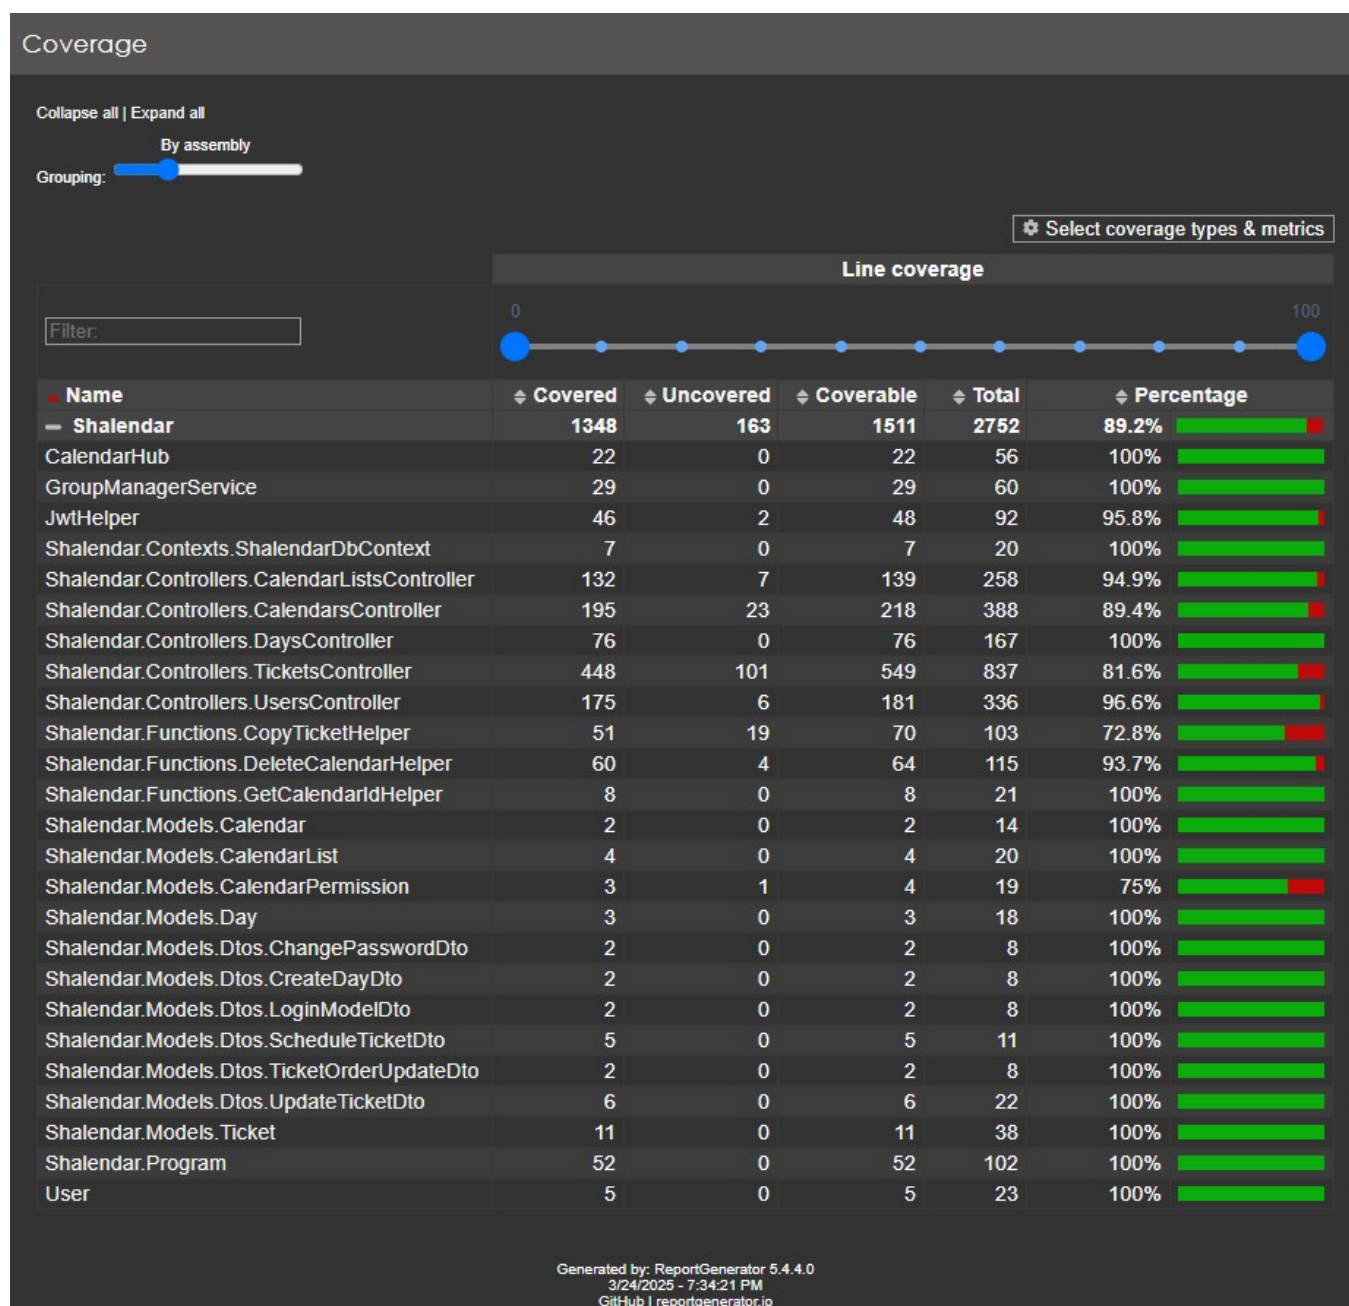 Coverage
Collapse all | Expand all
By assembly
Grouping:
Select coverage types & metrics
Line coverage
0 100
Filter:
Name Covered Uncovered Coverable Total Percentage
Shalendar 1348 163 1511 2752 89.2%
CalendarHub 22 0 22 56 100%
GroupManagerService 29 0 29 60 100%
JwtHelper 46 2 48 92 95.8%
Shalendar.Contexts.ShalendarDbContext 7 0 7 20 100%
Shalendar.Controllers.CalendarListsController 132 7 139 258 94.9%
Shalendar.Controllers.CalendarsController 195 23 218 388 89.4%
Shalendar.Controllers.DaysController 76 0 76 167 100%
Shalendar.Controllers.TicketsController 448 101 549 837 81.6%
Shalendar.Controllers.UsersController 175 6 181 336 96.6%
Shalendar.Functions.CopyTicketHelper 51 19 70 103 72.8%
Shalendar.Functions.DeleteCalendarHelper 60 4 64 115 93.7%
Shalendar.Functions.GetCalendarIdHelper 8 0 8 21 100%
Shalendar.Models.Calendar 2 0 2 14 100%
Shalendar.Models.CalendarList 4 0 4 20 100%
Shalendar.Models.CalendarPermission 3 1 4 19 75%
Shalendar.Models.Day 3 0 3 18 100%
Shalendar.Models.Dtos.ChangePasswordDto 2 0 2 8 100%
Shalendar.Models.Dtos.CreateDayDto 2 0 2 8 100%
Shalendar.Models.Dtos.LoginModelDto 2 0 2 8 100%
Shalendar.Models.Dtos.ScheduleTicketDto 5 0 5 11 100%
Shalendar.Models.Dtos.TicketOrderUpdateDto 2 0 2 8 100%
Shalendar.Models.Dtos.UpdateTicketDto 6 0 6 22 100%
Shalendar.Models.Ticket 11 0 11 38 100%
Shalendar.Program 52 0 52 102 100%
User 5 0 5 23 100%
Generated by: ReportGenerator 5.4.4.0
3/24/2025 - 7:34:21 PM
GitHub | reportgenerator.io